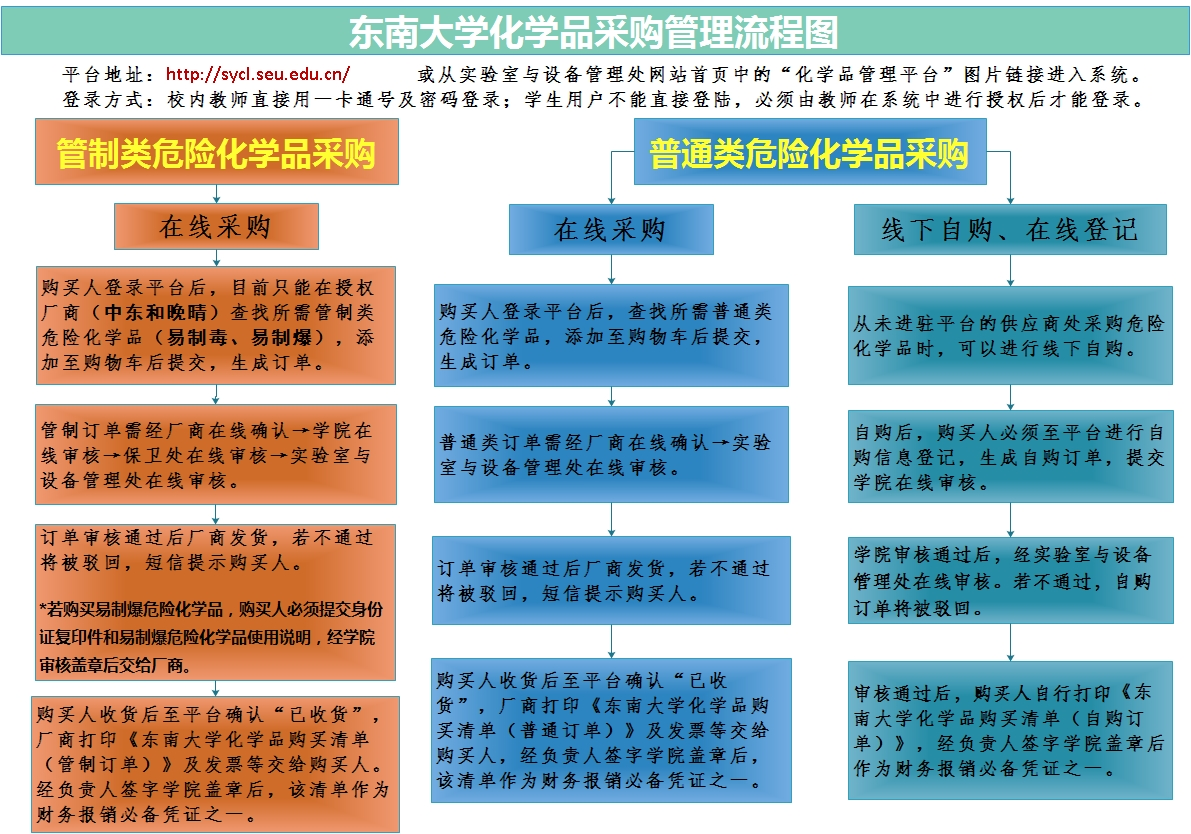 东南大学化学品采购管理流程图
平台地址：http://sycl.seu.edu.cn/ 或从实验室与设备管理处网站首页中的“化学品管理平台”图片链接进入系统。
登录方式：校内教师直接用一卡通号及密码登录；学生用户不能直接登陆，必须由教师在系统中进行授权后才能登录。
管制类危险化学品采购
在线采购
购买人登录平台后，目前只能在授权
厂商（中东和晚晴）查找所需管制类
危险化学品（易制毒、易制爆），添
加至购物车后提交，生成订单。
管制订单需经厂商在线确认→学院在
线审核→保卫处在线审核→实验室与
设备管理处在线审核。
订单审核通过后厂商发货，若不通过
将被驳回，短信提示购买人。
*若购买易制爆危险化学品，购买人必须提交身份
证复印件和易制爆危险化学品使用说明，经学院
审核盖章后交给厂商。
购买人收货后至平台确认“已收货”，
厂商打印《东南大学化学品购买清单
（管制订单）》及发票等交给购买人。
经负责人签字学院盖章后，该清单作为
财务报销必备凭证之一。
普通类危险化学品采购
在线采购
购买人登录平台后，查找所需普通类
危险化学品，添加至购物车后提交，
生成订单。
普通类订单需经厂商在线确认→实验
室与设备管理处在线审核。
订单审核通过后厂商发货，若不通过
将被驳回，短信提示购买人。
购买人收货后至平台确认“已收
货”，厂商打印《东南大学化学品购
买清单（普通订单）》及发票等交给
购买人，经负责人签字学院盖章后，
该清单作为财务报销必备凭证之一。
线下自购、在线登记
从未进驻平台的供应商处采购危险
化学品时，可以进行线下自购。
自购后，购买人必须至平台进行自
购信息登记，生成自购订单，提交
学院在线审核。
学院审核通过后，经实验室与设备
管理处在线审核。若不通过，自购
订单将被驳回。
审核通过后，购买人自行打印《东
南大学化学品购买清单（自购订
单）》，经负责人签字学院盖章后
作为财务报销必备凭证之一。